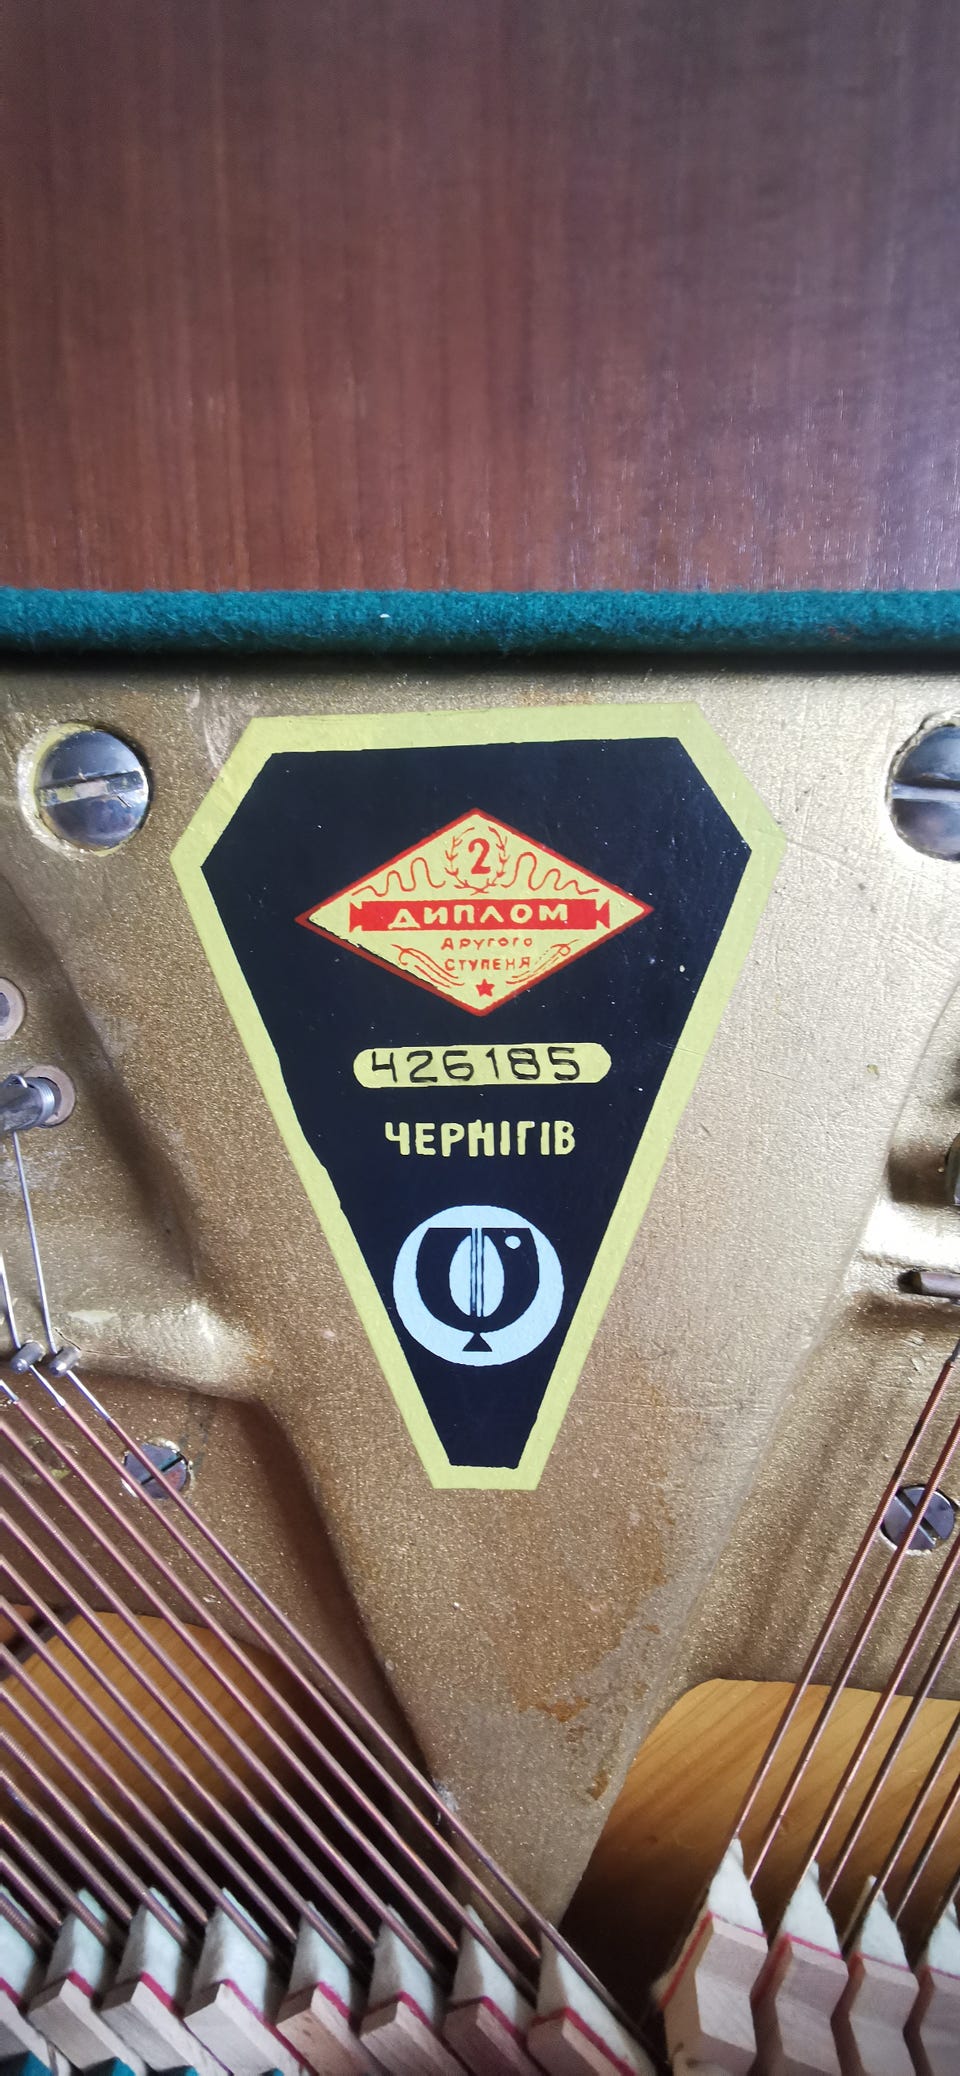 2
ДИПЛОМ
другого
ступеня
426185
ЧЕРНІГІВ